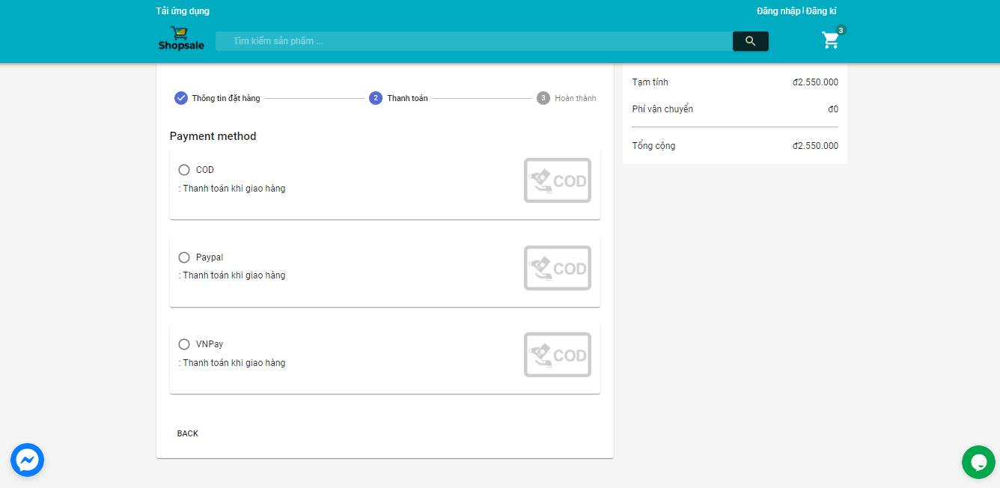 Tải ứng dụng
Đăng nhập | Đăng kí
Shopsale
Tìm kiếm sản phẩm ...
3
Thông tin đặt hàng
2 Thanh toán
3 Hoàn thành
Payment method
COD
: Thanh toán khi giao hàng
COD
Paypal
: Thanh toán khi giao hàng
COD
VNPay
: Thanh toán khi giao hàng
COD
BACK
Tạm tính đ2.550.000
Phí vận chuyển đ0
Tổng cộng đ2.550.000